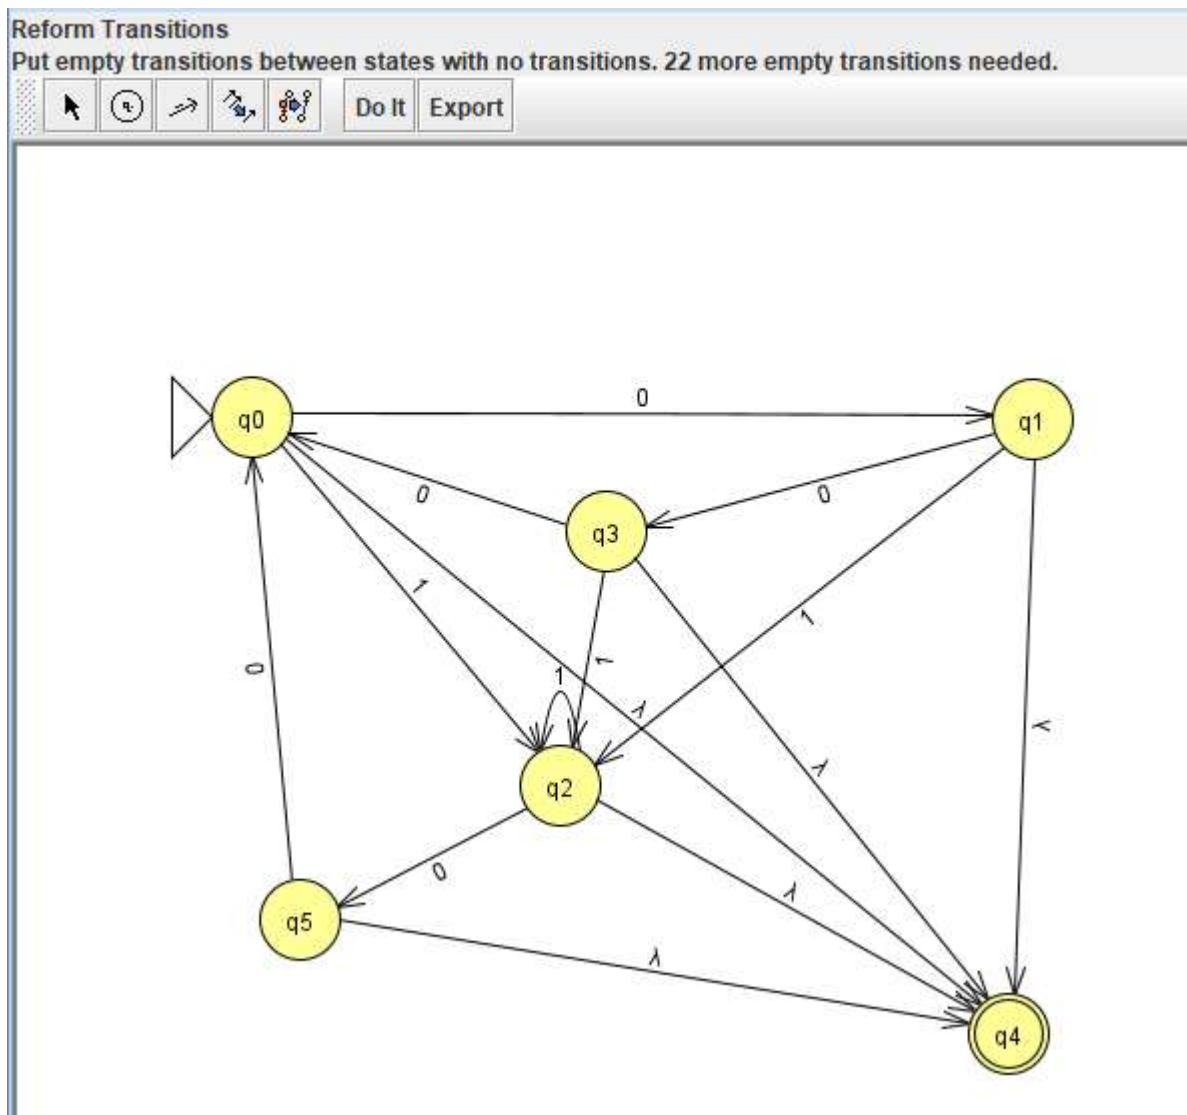 Reform Transitions
Put empty transitions between states with no transitions. 22 more empty transitions needed.
q
Do It
Export
0
q0
q1
0
0
q3
1
1
1
0
1
λ
λ
λ
q2
0
λ
q5
λ
q4